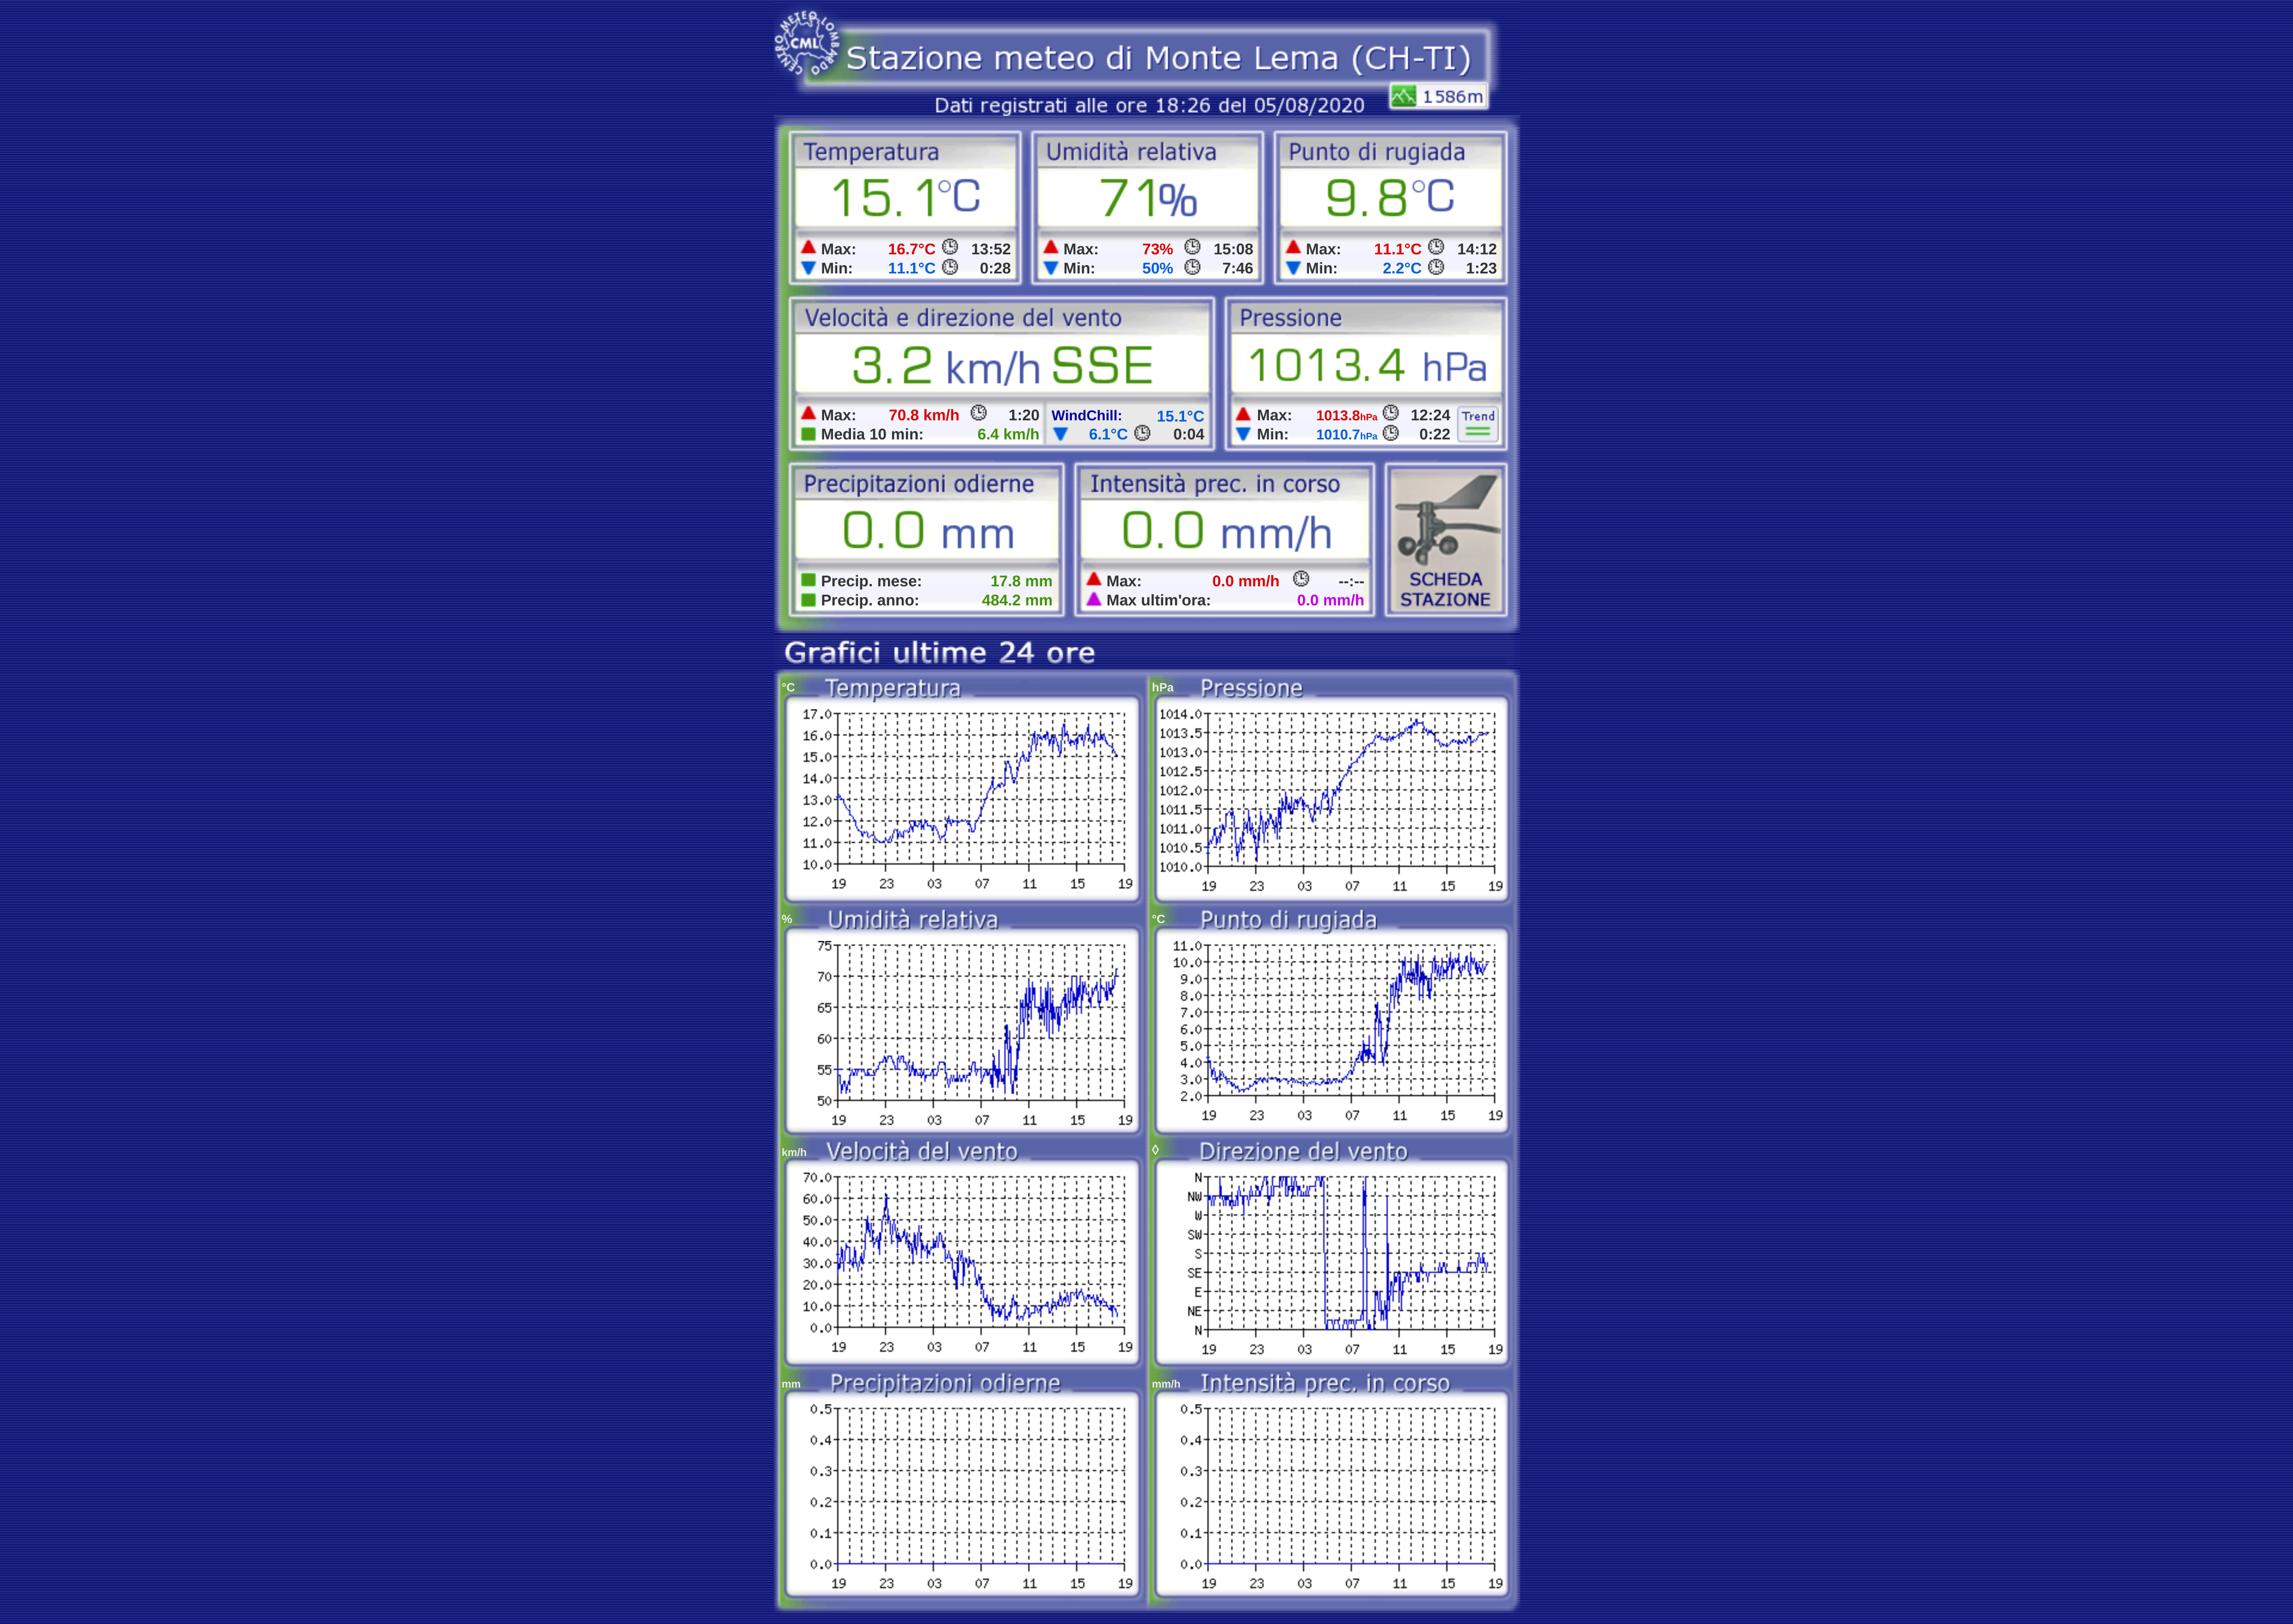 CENTRO METEO LOMBARDO
CML
Stazione meteo di Monte Lema (CH-TI)
Dati registrati alle ore 18:26 del 05/08/2020
1586m
Temperatura
15.1°C
Max: 16.7°C 13:52
Min: 11.1°C 0:28
Umidità relativa
71%
Max: 73% 15:08
Min: 50% 7:46
Punto di rugiada
9.8°C
Max: 11.1°C 14:12
Min: 2.2°C 1:23
Velocità e direzione del vento
3.2 km/h SSE
Max: 70.8 km/h 1:20
Media 10 min: 6.4 km/h
WindChill: 15.1°C
6.1°C 0:04
Pressione
1013.4 hPa
Max: 1013.8hPa 12:24
Min: 1010.7hPa 0:22
Trend
Precipitazioni odierne
0.0 mm
Precip. mese: 17.8 mm
Precip. anno: 484.2 mm
Intensità prec. in corso
0.0 mm/h
Max: 0.0 mm/h --:--
Max ultim'ora: 0.0 mm/h
SCHEDA
STAZIONE
Grafici ultime 24 ore
°C Temperatura
17.0
16.0
15.0
14.0
13.0
12.0
11.0
10.0
19 23 03 07 11 15 19
hPa Pressione
1014.0
1013.5
1013.0
1012.5
1012.0
1011.5
1011.0
1010.5
1010.0
19 23 03 07 11 15 19
% Umidità relativa
75
70
65
60
55
50
19 23 03 07 11 15 19
°C Punto di rugiada
11.0
10.0
9.0
8.0
7.0
6.0
5.0
4.0
3.0
2.0
19 23 03 07 11 15 19
km/h Velocità del vento
70.0
60.0
50.0
40.0
30.0
20.0
10.0
0.0
19 23 03 07 11 15 19
◊ Direzione del vento
N
NW
W
SW
S
SE
E
NE
N
19 23 03 07 11 15 19
mm Precipitazioni odierne
0.5
0.4
0.3
0.2
0.1
0.0
19 23 03 07 11 15 19
mm/h Intensità prec. in corso
0.5
0.4
0.3
0.2
0.1
0.0
19 23 03 07 11 15 19